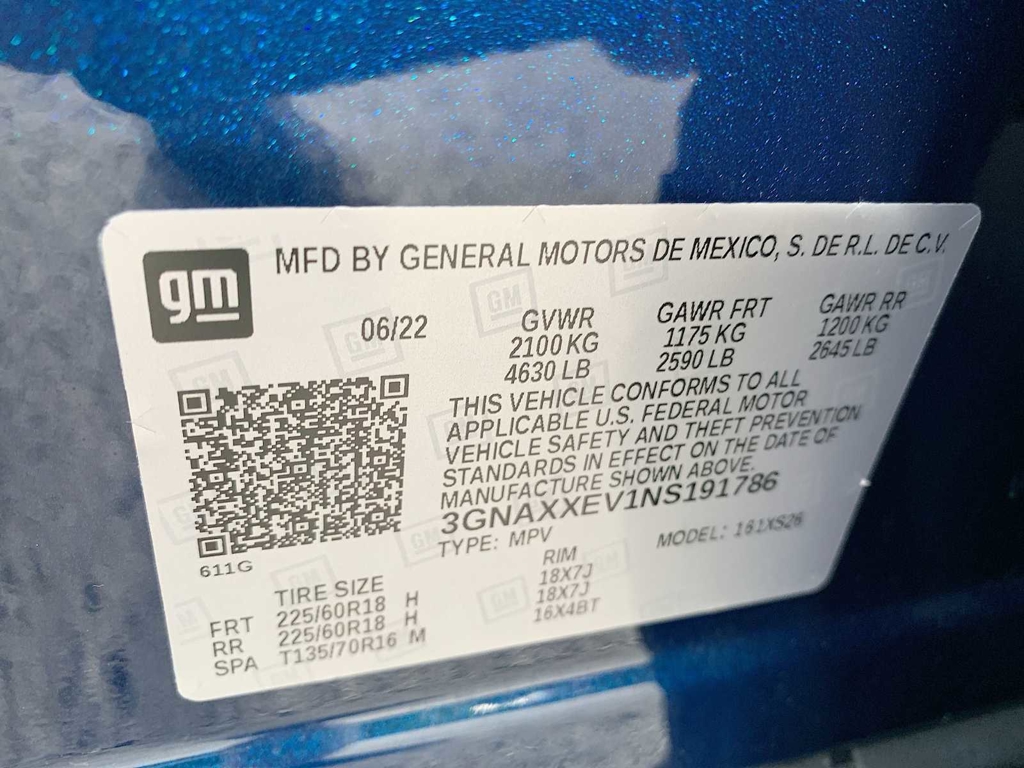 gm
MFD BY GENERAL MOTORS DE MEXICO, S. DE R.L. DE C.V.
06/22
GVWR
2100 KG
4630 LB
GAWR FRT
1175 KG
2590 LB
GAWR RR
1200 KG
2645 LB
THIS VEHICLE CONFORMS TO ALL
APPLICABLE U.S. FEDERAL MOTOR
VEHICLE SAFETY AND THEFT PREVENTION
STANDARDS IN EFFECT ON THE DATE OF
MANUFACTURE SHOWN ABOVE.
3GNAXXEV1NS191786
TYPE: MPV
MODEL: 161XS26
611G
TIRE SIZE
RIM
FRT 225/60R18 H 18X7J
RR 225/60R18 H 18X7J
SPA T135/70R16 M 16X4BT